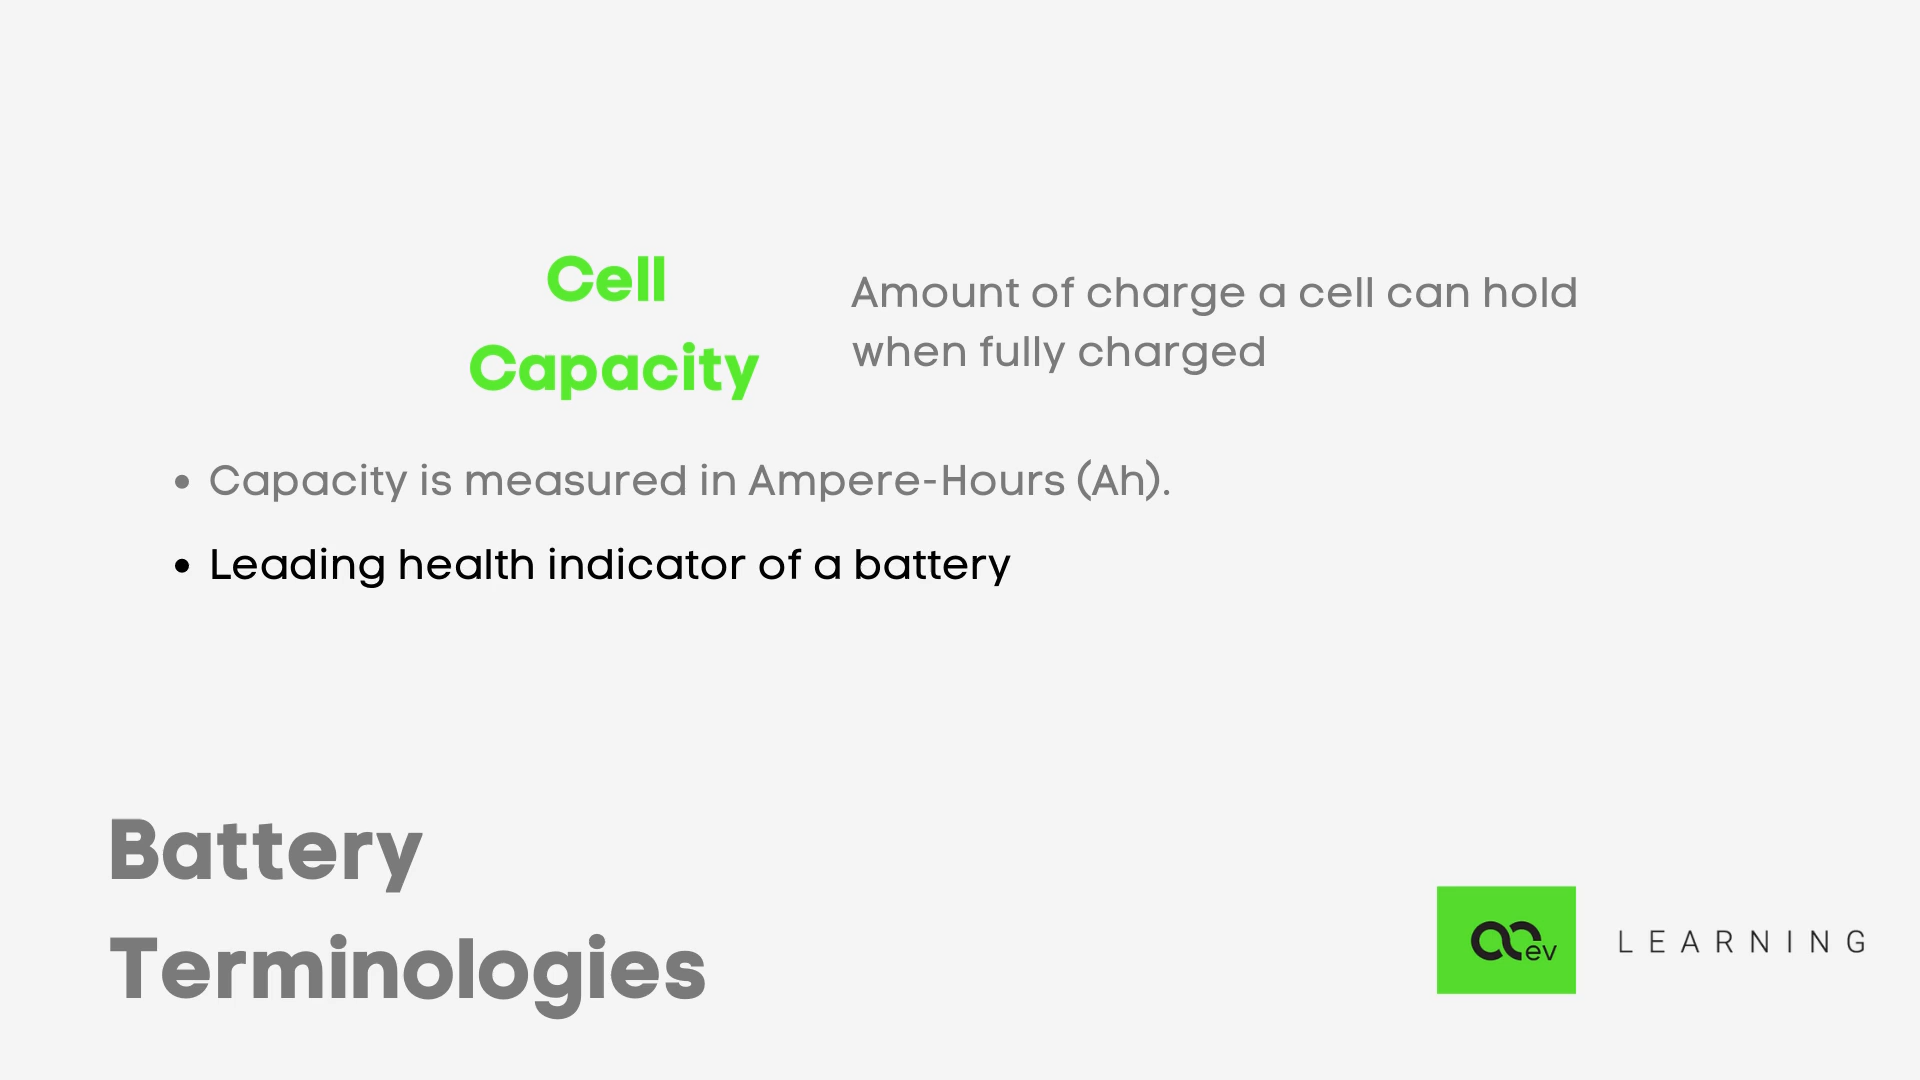 Cell
Capacity
Amount of charge a cell can hold
when fully charged
• Capacity is measured in Ampere-Hours (Ah).
• Leading health indicator of a battery
Battery
Terminologies
ev
LEARNING